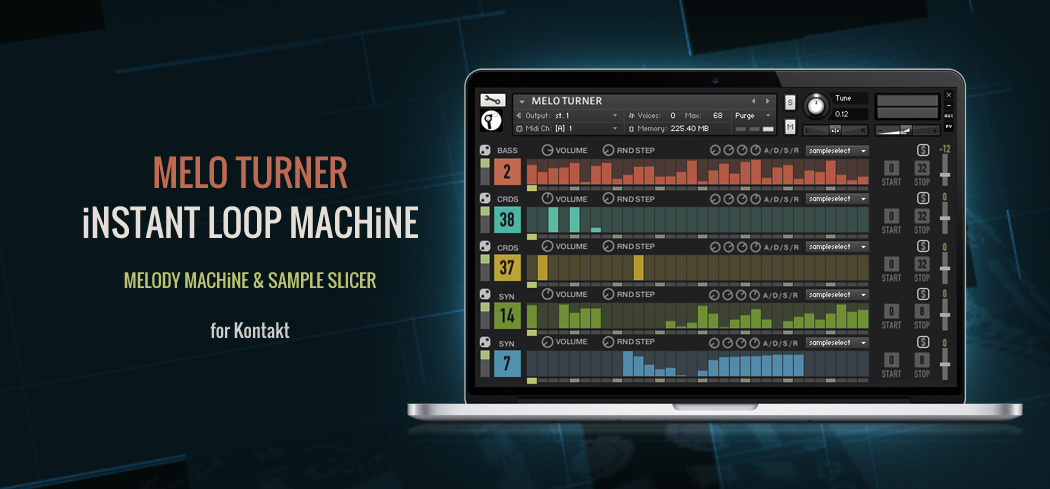 MELO TURNER
iNSTANT LOOP MACHiNE
MELODY MACHiNE & SAMPLE SLICER
for Kontakt
MELO TURNER
Output: st. 1 Voices: 0 Max: 68 Purge
Midi Ch: [A] 1 Memory: 225.40 MB
S
M
Tune
0.12
L R
AUX
PV
BASS VOLUME RND STEP A/D/S/R sampleselect S -12
2 0 32
START STOP
CRDS VOLUME RND STEP A/D/S/R sampleselect S 0
38 0 32
START STOP
CRDS VOLUME RND STEP A/D/S/R sampleselect S 0
37 0 32
START STOP
SYN VOLUME RND STEP A/D/S/R sampleselect S 0
14 0 8
START STOP
SYN VOLUME RND STEP A/D/S/R sampleselect S 0
7 0 8
START STOP